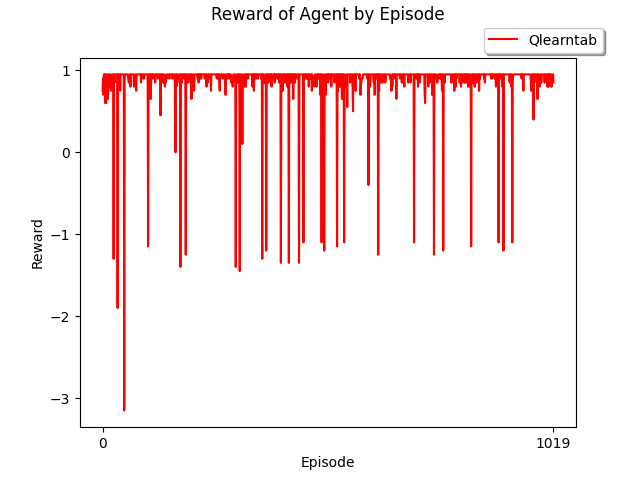 Reward of Agent by Episode
Qlearntab
1
0
−1
−2
−3
Reward
0
1019
Episode